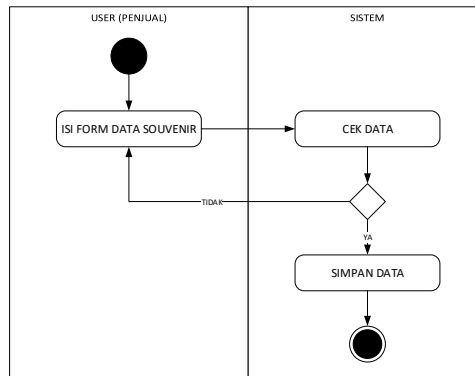 USER (PENJUAL)
SISTEM
ISI FORM DATA SOUVENIR
CEK DATA
TIDAK
YA
SIMPAN DATA